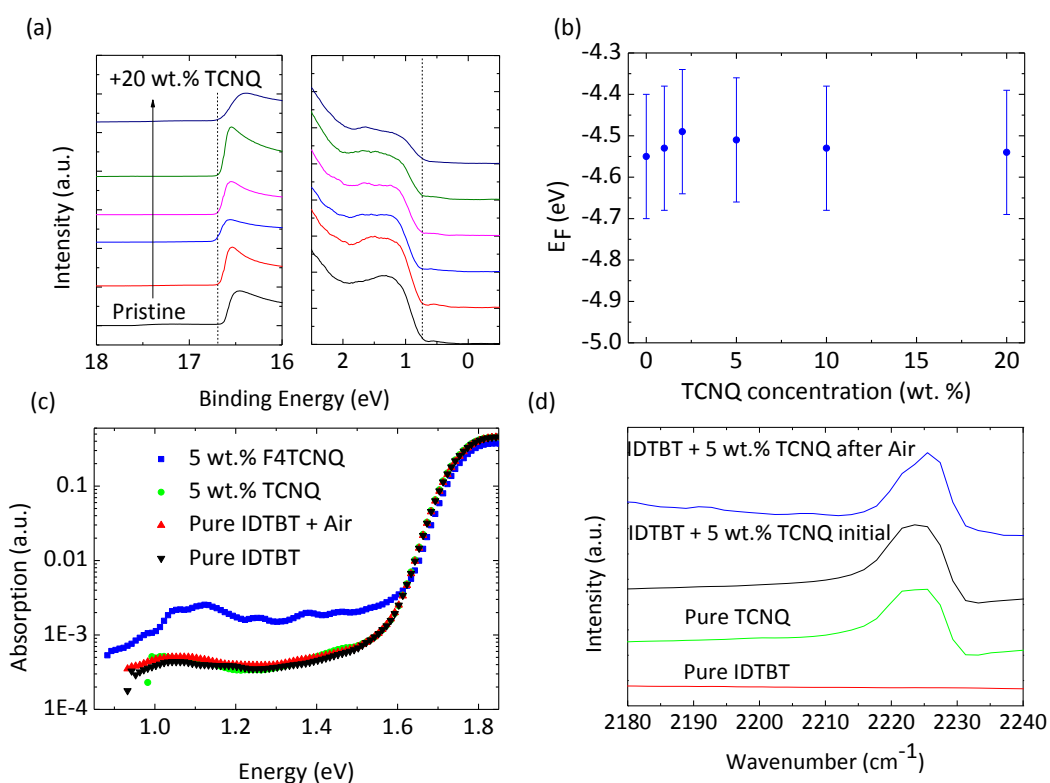 (a)
+20 wt.% TCNQ
Pristine
Intensity (a.u.)
18 17 16 2 1 0
Binding Energy (eV)
(b)
-4.3
-4.4
-4.5
-4.6
-4.7
-4.8
-4.9
-5.0
E_F (eV)
0 5 10 15 20
TCNQ concentration (wt. %)
(c)
5 wt.% F4TCNQ
5 wt.% TCNQ
Pure IDTBT + Air
Pure IDTBT
0.1
0.01
1E-3
1E-4
Absorption (a.u.)
1.0 1.2 1.4 1.6 1.8
Energy (eV)
(d)
IDTBT + 5 wt.% TCNQ after Air
IDTBT + 5 wt.% TCNQ initial
Pure TCNQ
Pure IDTBT
Intensity (a.u.)
2180 2190 2200 2210 2220 2230 2240
Wavenumber (cm⁻¹)